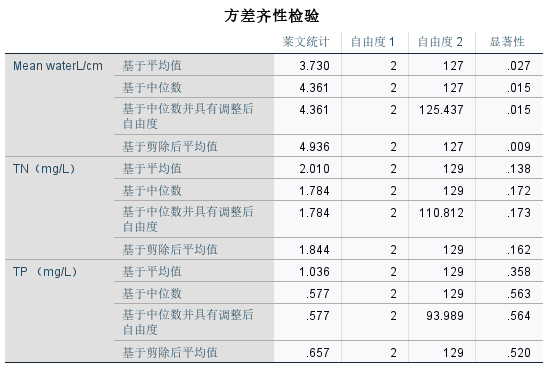 方差齐性检验
莱文统计 自由度 1 自由度 2 显著性
Mean waterL/cm 基于平均值 3.730 2 127 .027
基于中位数 4.361 2 127 .015
基于中位数并具有调整后 4.361 2 125.437 .015
自由度
基于剪除后平均值 4.936 2 127 .009
TN（mg/L） 基于平均值 2.010 2 129 .138
基于中位数 1.784 2 129 .172
基于中位数并具有调整后 1.784 2 110.812 .173
自由度
基于剪除后平均值 1.844 2 129 .162
TP （mg/L） 基于平均值 1.036 2 129 .358
基于中位数 .577 2 129 .563
基于中位数并具有调整后 .577 2 93.989 .564
自由度
基于剪除后平均值 .657 2 129 .520